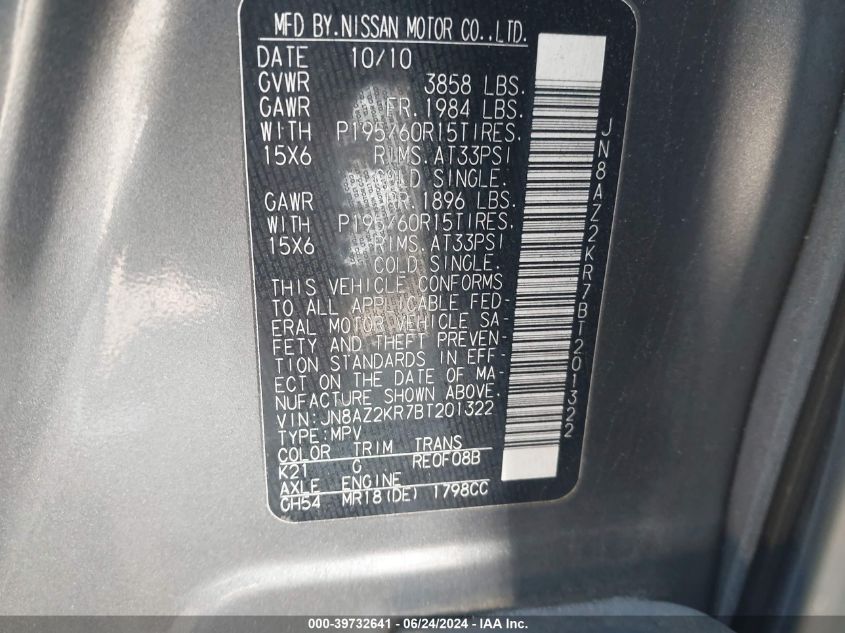 MFD BY.NISSAN MOTOR CO.,LTD.
DATE 10/10
GVWR 3858 LBS.
GAWR FR. 1984 LBS.
WITH P195/60R15TIRES.
15X6 RIMS. AT33PSI
COLD SINGLE.
GAWR RR. 1896 LBS.
WITH P195/60R15TIRES.
15X6 RIMS. AT33PSI
COLD SINGLE.
THIS VEHICLE CONFORMS
TO ALL APPLICABLE FED-
ERAL MOTOR VEHICLE SA-
FETY AND THEFT PREVEN-
TION STANDARDS IN EFF-
ECT ON THE DATE OF MA-
NUFACTURE SHOWN ABOVE.
VIN:JN8AZ2KR7BT201322
TYPE:MPV
COLOR TRIM TRANS
K21 G RE0F08B
AXLE ENGINE
GH54 MR18(DE) 1798CC
JN8AZ2KR7BT201322
000-39732641 - 06/24/2024 - IAAI.com